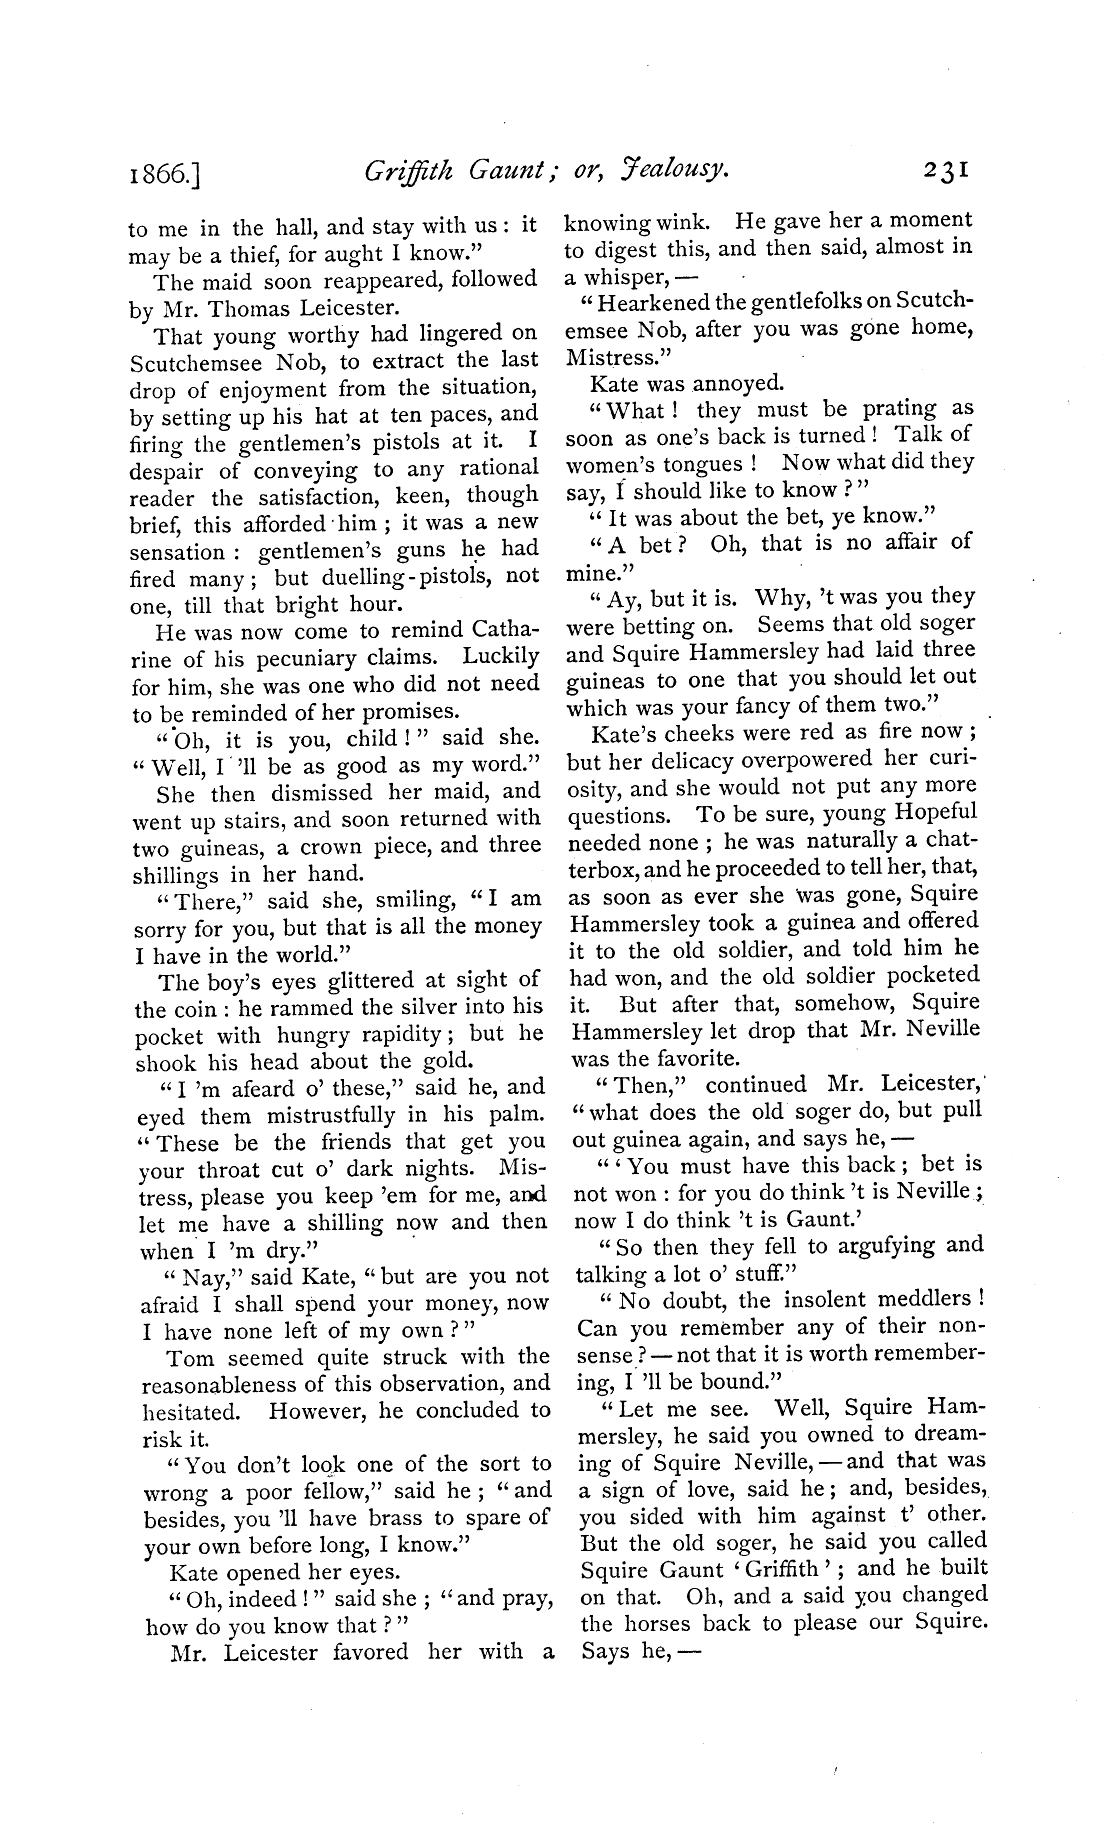 1866.] Griffith Gaunt; or, Jealousy. 231
to me in the hall, and stay with us: it
may be a thief, for aught I know.”
The maid soon reappeared, followed
by Mr. Thomas Leicester.
That young worthy had lingered on
Scutchemsee Nob, to extract the last
drop of enjoyment from the situation,
by setting up his hat at ten paces, and
firing the gentlemen’s pistols at it. I
despair of conveying to any rational
reader the satisfaction, keen, though
brief, this afforded him; it was a new
sensation: gentlemen’s guns he had
fired many; but duelling-pistols, not
one, till that bright hour.
He was now come to remind Catha-
rine of his pecuniary claims. Luckily
for him, she was one who did not need
to be reminded of her promises.
“Oh, it is you, child!” said she.
“Well, I ’ll be as good as my word.”
She then dismissed her maid, and
went up stairs, and soon returned with
two guineas, a crown piece, and three
shillings in her hand.
“There,” said she, smiling, “I am
sorry for you, but that is all the money
I have in the world.”
The boy’s eyes glittered at sight of
the coin: he rammed the silver into his
pocket with hungry rapidity; but he
shook his head about the gold.
“I ’m afeard o’ these,” said he, and
eyed them mistrustfully in his palm.
“These be the friends that get you
your throat cut o’ dark nights. Mis-
tress, please you keep ’em for me, and
let me have a shilling now and then
when I ’m dry.”
“Nay,” said Kate, “but are you not
afraid I shall spend your money, now
I have none left of my own?”
Tom seemed quite struck with the
reasonableness of this observation, and
hesitated. However, he concluded to
risk it.
“You don’t look one of the sort to
wrong a poor fellow,” said he; “and
besides, you ’ll have brass to spare of
your own before long, I know.”
Kate opened her eyes.
“Oh, indeed!” said she; “and pray,
how do you know that?”
Mr. Leicester favored her with a
knowing wink. He gave her a moment
to digest this, and then said, almost in
a whisper, —
“Hearkened the gentlefolks on Scutch-
emsee Nob, after you was gone home,
Mistress.”
Kate was annoyed.
“What! they must be prating as
soon as one’s back is turned! Talk of
women’s tongues! Now what did they
say, I should like to know?”
“It was about the bet, ye know.”
“A bet? Oh, that is no affair of
mine.”
“Ay, but it is. Why, ’t was you they
were betting on. Seems that old soger
and Squire Hammersley had laid three
guineas to one that you should let out
which was your fancy of them two.”
Kate’s cheeks were red as fire now;
but her delicacy overpowered her curi-
osity, and she would not put any more
questions. To be sure, young Hopeful
needed none; he was naturally a chat-
terbox, and he proceeded to tell her, that,
as soon as ever she was gone, Squire
Hammersley took a guinea and offered
it to the old soldier, and told him he
had won, and the old soldier pocketed
it. But after that, somehow, Squire
Hammersley let drop that Mr. Neville
was the favorite.
“Then,” continued Mr. Leicester,
“what does the old soger do, but pull
out guinea again, and says he, —
“‘You must have this back; bet is
not won: for you do think ’t is Neville;
now I do think ’t is Gaunt.’
“So then they fell to argufying and
talking a lot o’ stuff.”
“No doubt, the insolent meddlers!
Can you remember any of their non-
sense? — not that it is worth remember-
ing, I ’ll be bound.”
“Let me see. Well, Squire Ham-
mersley, he said you owned to dream-
ing of Squire Neville, — and that was
a sign of love, said he; and, besides,
you sided with him against t’ other.
But the old soger, he said you called
Squire Gaunt ‘Griffith’; and he built
on that. Oh, and a said you changed
the horses back to please our Squire.
Says he, —